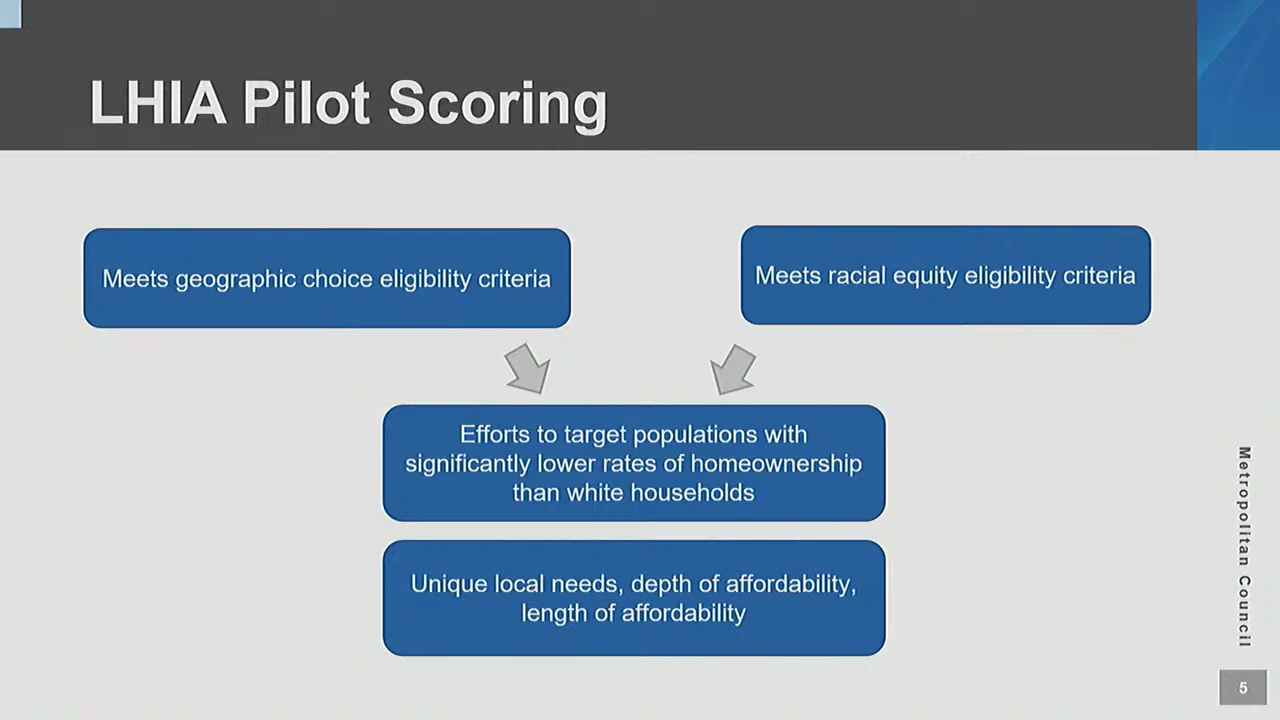 LHIA Pilot Scoring
Meets geographic choice eligibility criteria
Meets racial equity eligibility criteria
Efforts to target populations with
significantly lower rates of homeownership
than white households
Unique local needs, depth of affordability,
length of affordability
Metropolitan Council
5